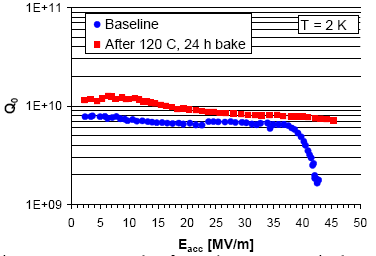 1E+11
Baseline
After 120 C, 24 h bake
T = 2 K
Q0
1E+10
1E+09
0 5 10 15 20 25 30 35 40 45 50
Eacc [MV/m]